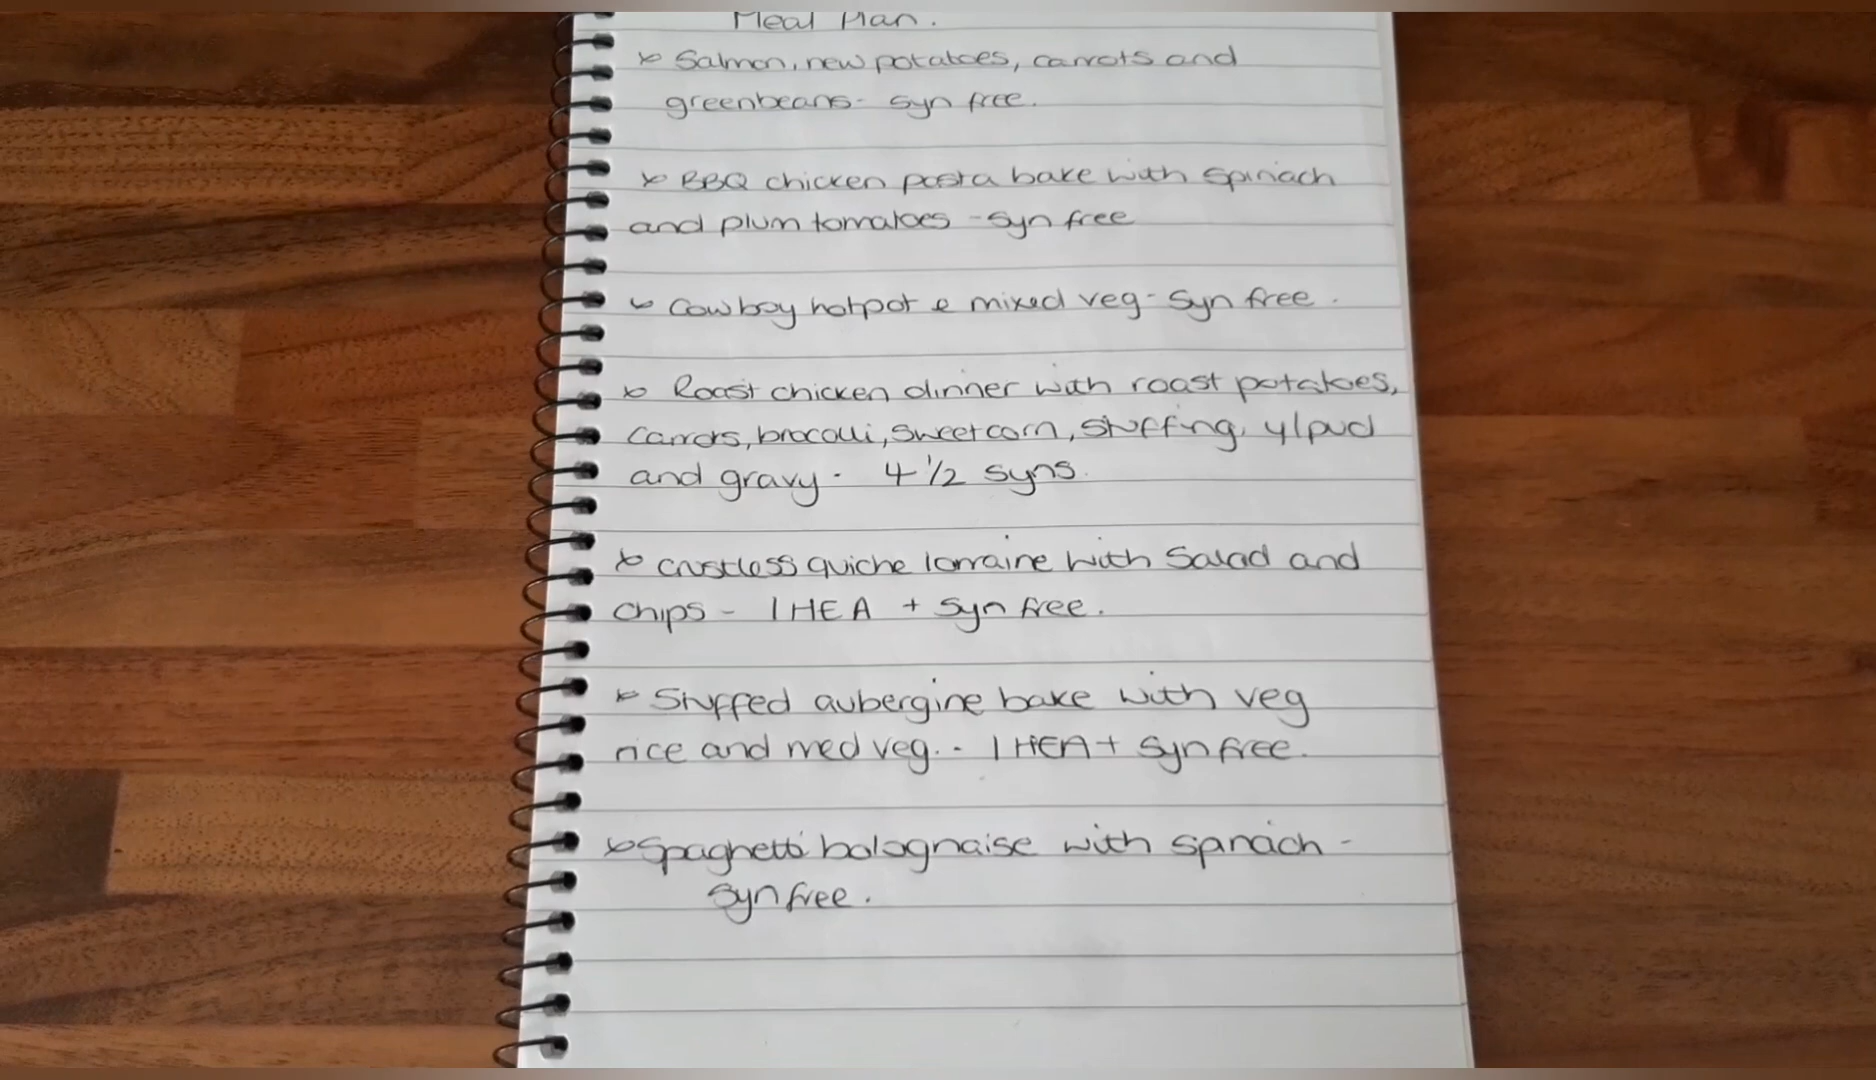 Meal Plan.
* Salmon, new potatoes, carrots and
greenbeans - syn free.
* BBQ chicken pasta bake with spinach
and plum tomatoes - syn free
* Cowboy hotpot & mixed veg - syn free.
* Roast chicken dinner with roast potatoes,
carrots, brocolli, sweetcorn, stuffing, y/pud
and gravy - 4 1/2 syns.
* crustless quiche lorraine with salad and
chips - 1 HEA + syn free.
* Stuffed aubergine bake with veg
rice and med veg. - 1 HEA + syn free.
* Spaghetti bolognaise with spinach -
syn free.